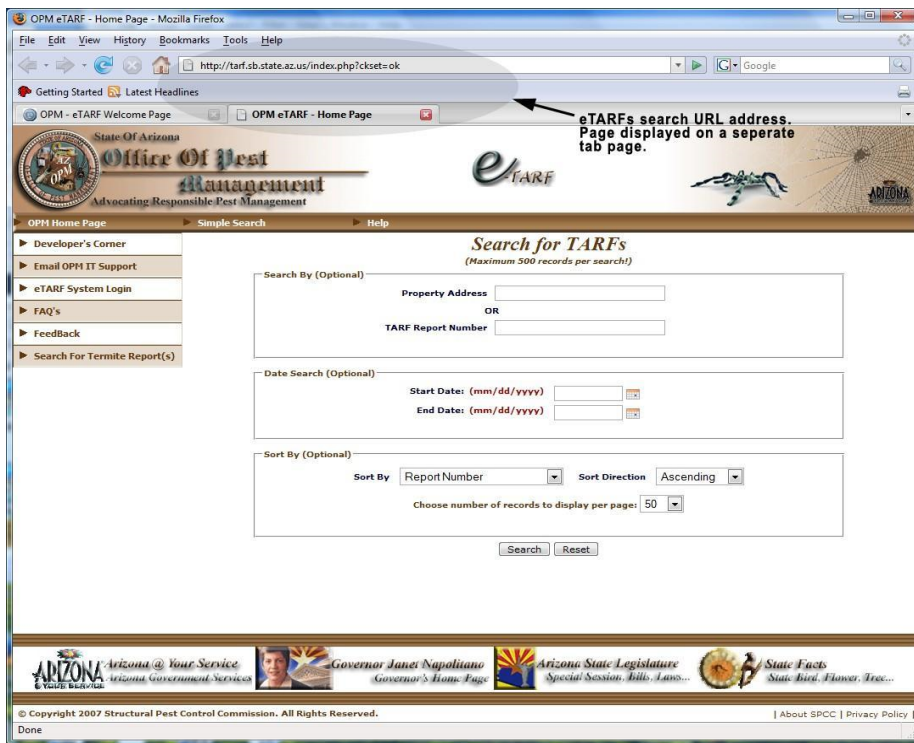 OPM eTARF - Home Page - Mozilla Firefox
File Edit View History Bookmarks Tools Help
http://tarf.sb.state.az.us/index.php?ckset=ok
G Google
Getting Started Latest Headlines
OPM - eTARF Welcome Page
OPM eTARF - Home Page
eTARFs search URL address.
Page displayed on a seperate
tab page.
State Of Arizona
Office Of Pest
Management
Advocating Responsible Pest Management
AZ
OPM
eTARF
ARIZONA
OPM Home Page Simple Search Help
Developer's Corner
Email OPM IT Support
eTARF System Login
FAQ's
FeedBack
Search For Termite Report(s)
Search for TARFs
(Maximum 500 records per search!)
Search By (Optional)
Property Address
OR
TARF Report Number
Date Search (Optional)
Start Date: (mm/dd/yyyy)
End Date: (mm/dd/yyyy)
Sort By (Optional)
Sort By Report Number Sort Direction Ascending
Choose number of records to display per page: 50
Search Reset
ARIZONA
@ YOUR SERVICE
Arizona @ Your Service
Arizona Government Services
Governor Janet Napolitano
Governor's Home Page
Arizona State Legislature
Special Session, Bills, Laws...
State Facts
State Bird, Flower, Tree...
© Copyright 2007 Structural Pest Control Commission. All Rights Reserved.
| About SPCC | Privacy Policy |
Done